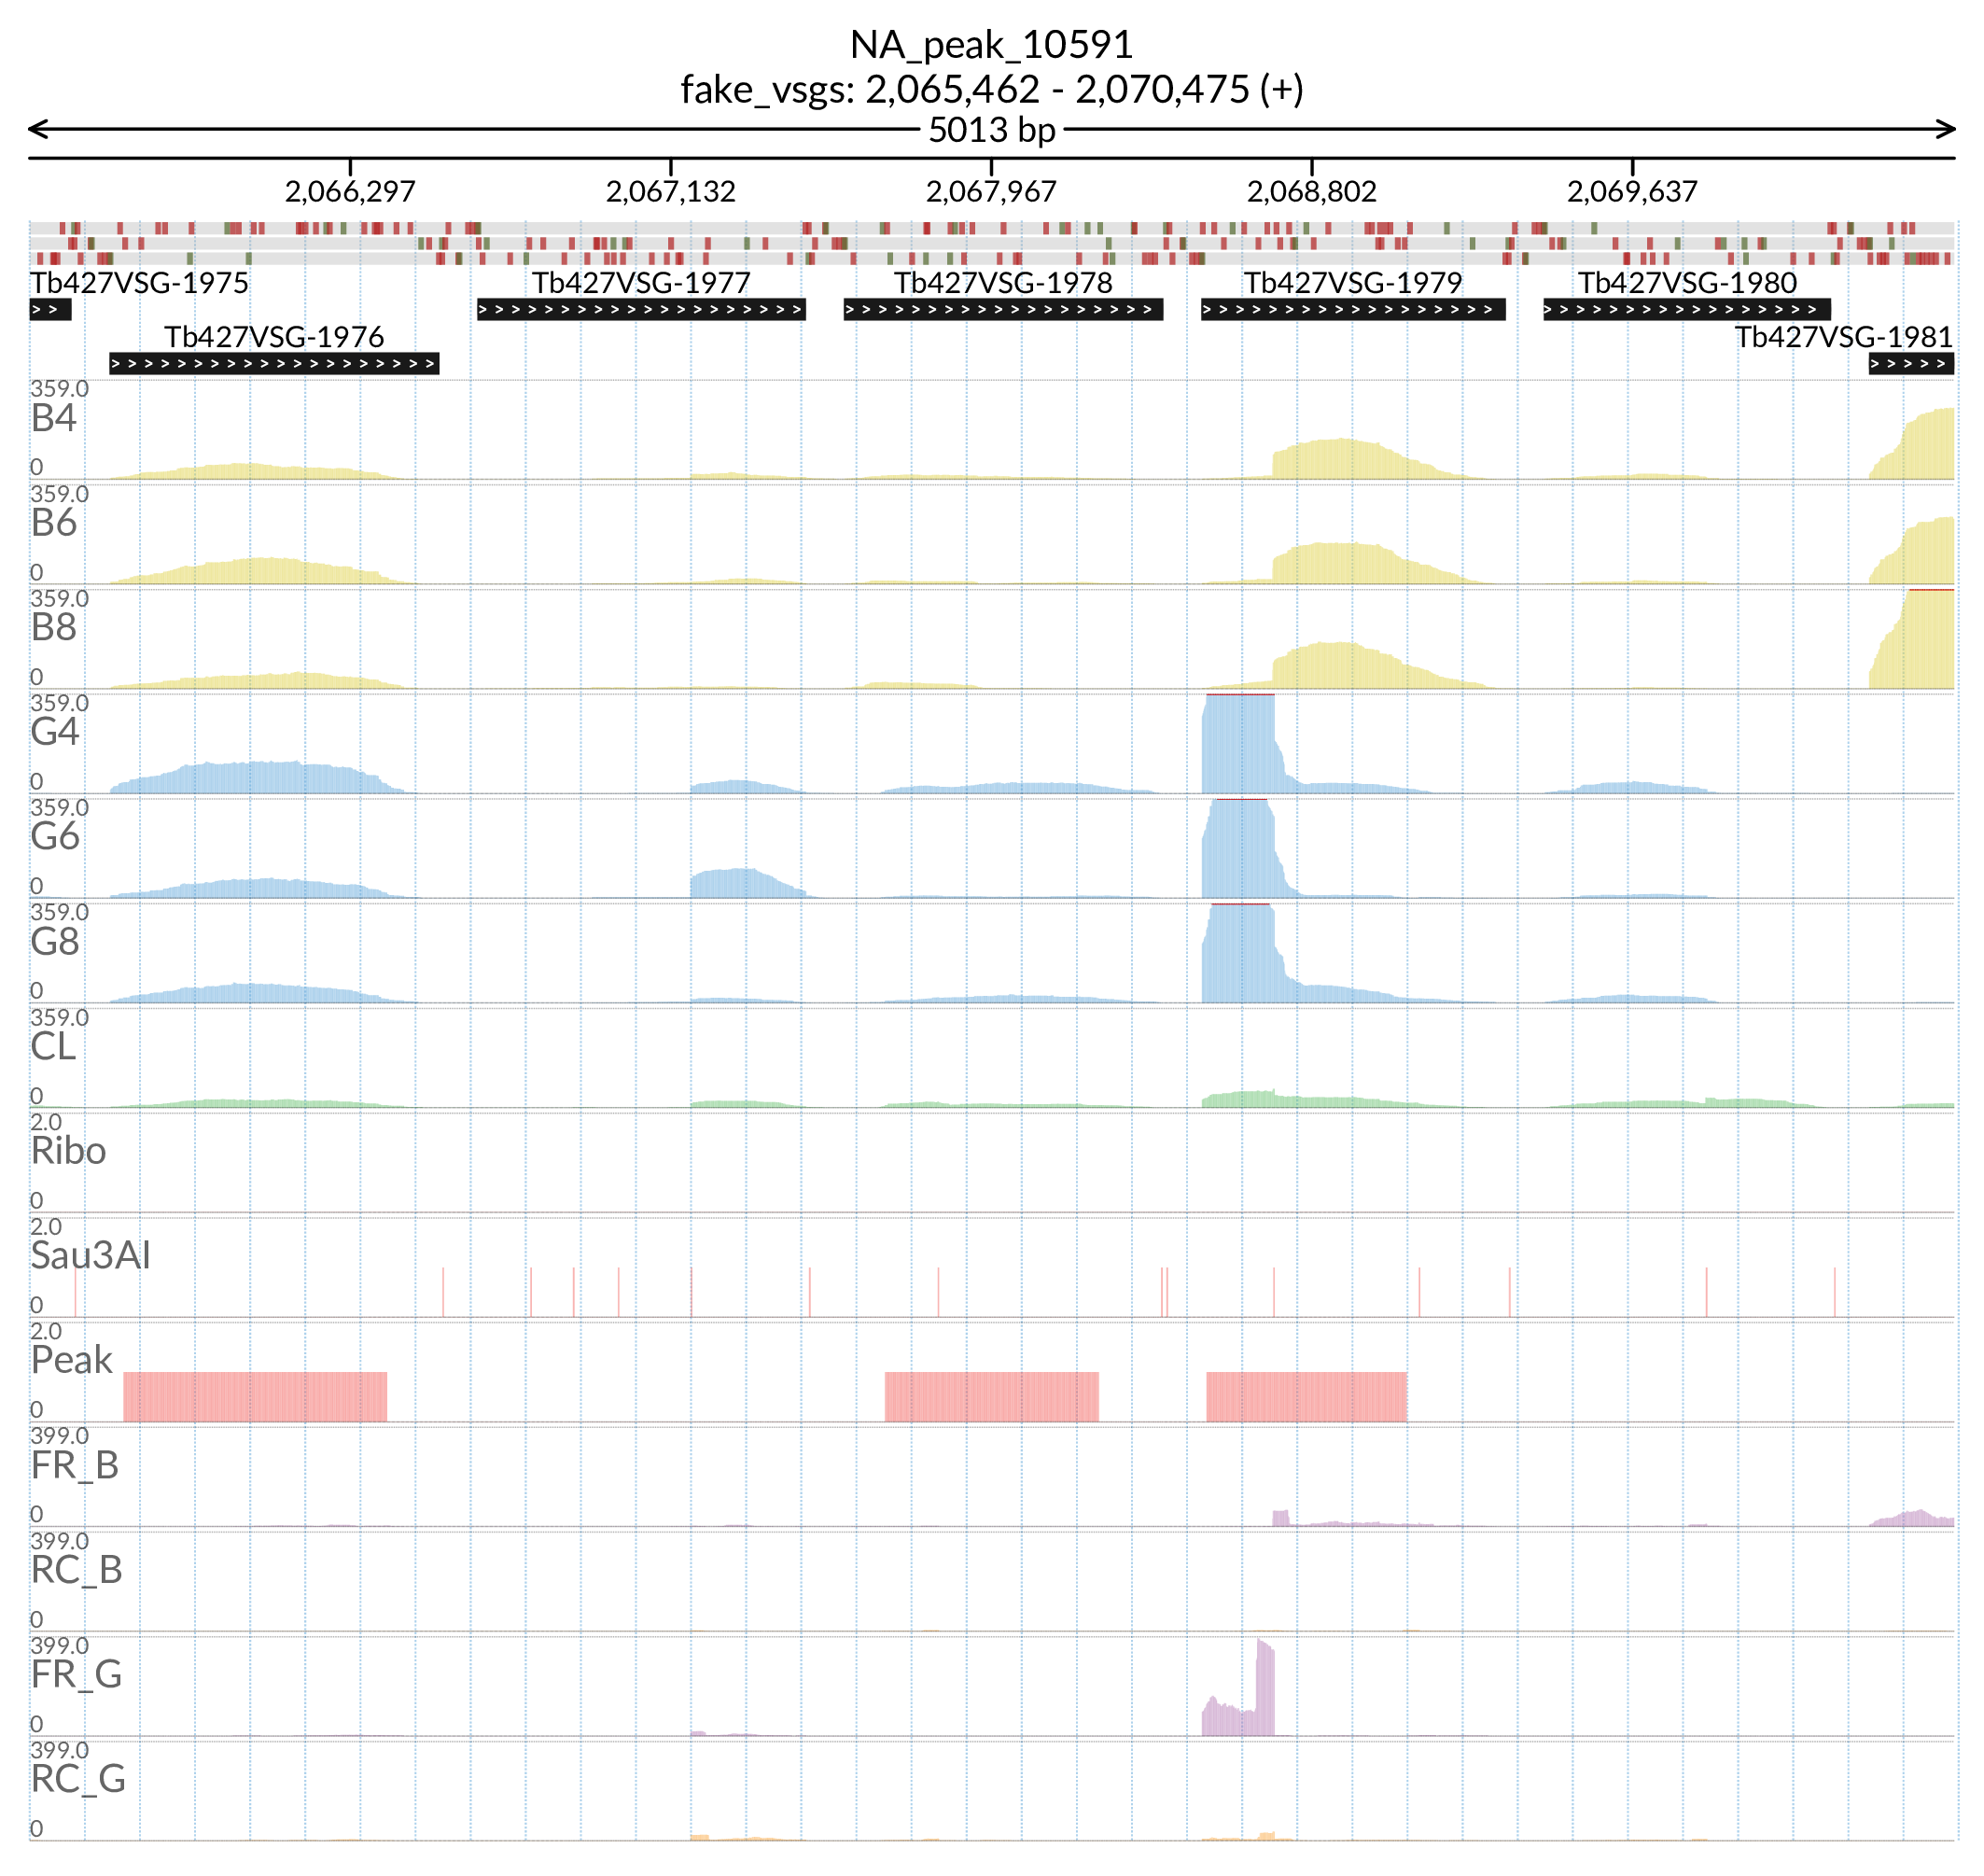 NA_peak_10591
fake_vsgs: 2,065,462 - 2,070,475 (+)
5013 bp
2,066,297 2,067,132 2,067,967 2,068,802 2,069,637
Tb427VSG-1975 Tb427VSG-1977 Tb427VSG-1978 Tb427VSG-1979 Tb427VSG-1980
Tb427VSG-1976 Tb427VSG-1981
359.0
B4
0
359.0
B6
0
359.0
B8
0
359.0
G4
0
359.0
G6
0
359.0
G8
0
359.0
CL
0
2.0
Ribo
0
2.0
Sau3AI
0
2.0
Peak
0
399.0
FR_B
0
399.0
RC_B
0
399.0
FR_G
0
399.0
RC_G
0